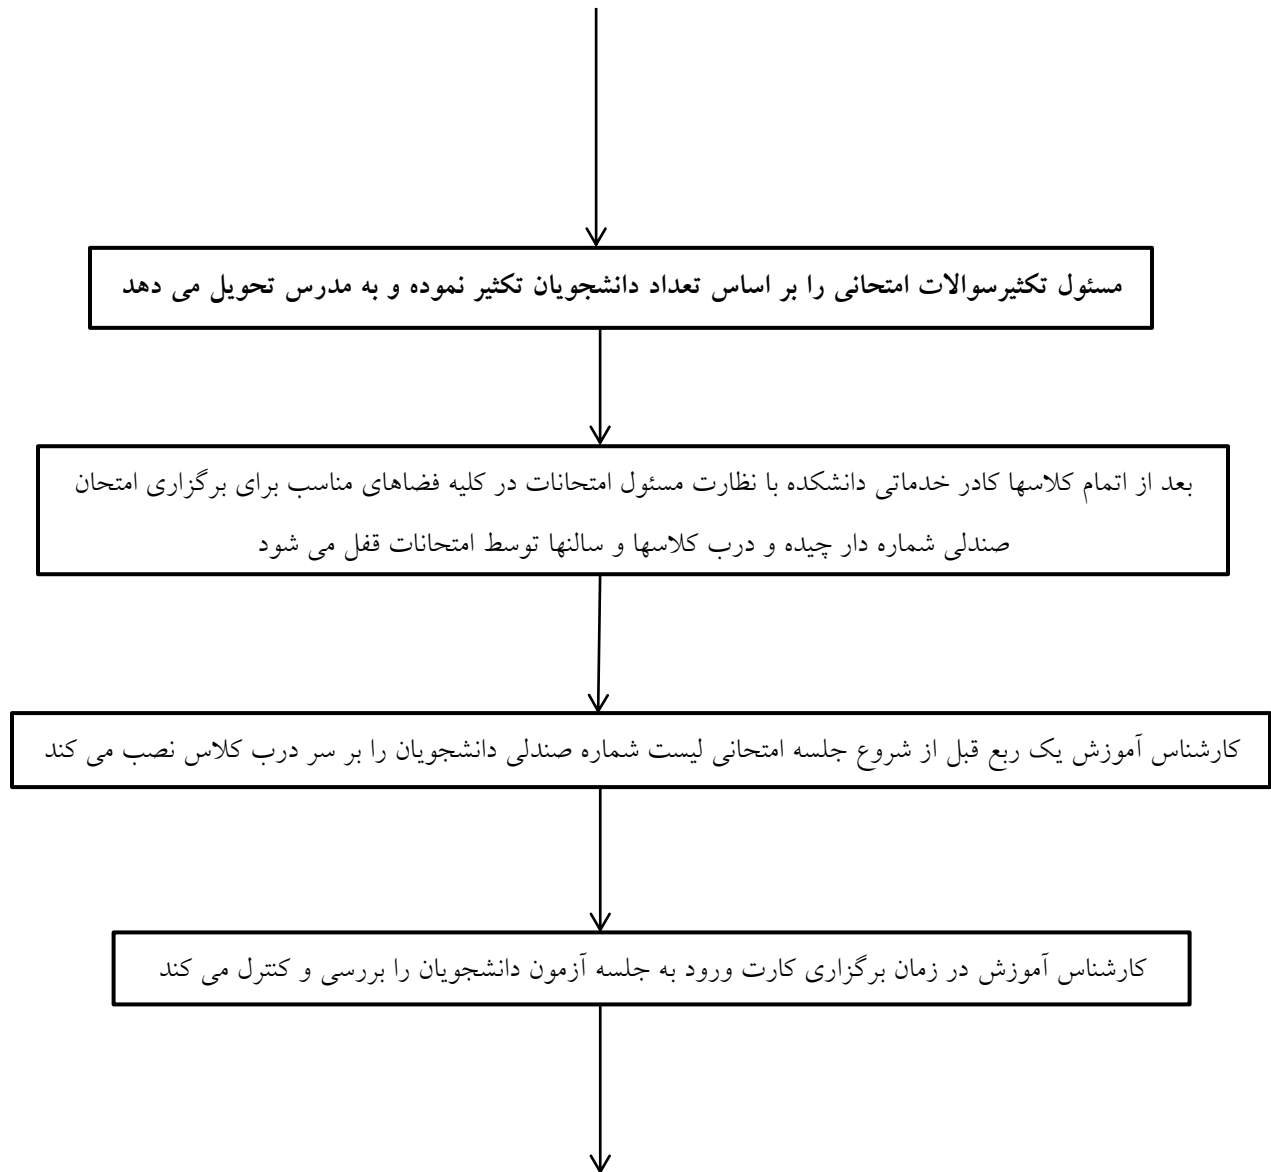 مسئول تکثیرسوالات امتحانی را بر اساس تعداد دانشجویان تکثیر نموده و به مدرس تحویل می دهد
بعد از اتمام کلاسها کادر خدماتی دانشکده با نظارت مسئول امتحانات در کلیه فضاهای مناسب برای برگزاری امتحان
صندلی شماره دار چیده و درب کلاسها و سالنها توسط امتحانات قفل می شود
کارشناس آموزش یک ربع قبل از شروع جلسه امتحانی لیست شماره صندلی دانشجویان را بر سر درب کلاس نصب می کند
کارشناس آموزش در زمان برگزاری کارت ورود به جلسه آزمون دانشجویان را بررسی و کنترل می کند